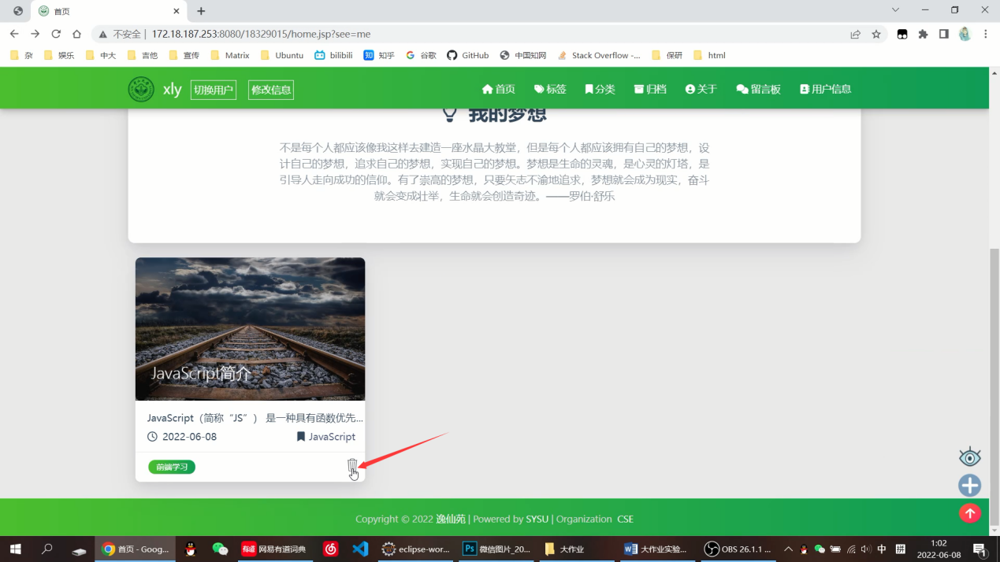 首页
不安全 | 172.18.187.253:8080/18329015/home.jsp?see=me
杂 娱乐 中大 吉他 宣传 Matrix Ubuntu bilibili 知 知乎 谷歌 GitHub 中国知网 Stack Overflow -... 保研 html
xly 切换用户 修改信息 首页 标签 分类 归档 关于 留言板 用户信息
我的梦想
不是每个人都应该像我这样去建造一座水晶大教堂，但是每个人都应该拥有自己的梦想，设
计自己的梦想，追求自己的梦想，实现自己的梦想。梦想是生命的灵魂，是心灵的灯塔，是
引导人走向成功的信仰。有了崇高的梦想，只要矢志不渝地追求，梦想就会成为现实，奋斗
就会变成壮举，生命就会创造奇迹。——罗伯·舒乐
JavaScript简介
JavaScript（简称“JS”） 是一种具有函数优先...
2022-06-08 JavaScript
前端学习
Copyright © 2022 逸仙苑 | Powered by SYSU | Organization CSE
首页 - Goog... 有道 网易有道词典 eclipse-wor... Ps 微信图片_20... 大作业 大作业实验... OBS 26.1.1 ... 中 拼 1:02
2022-06-08 1